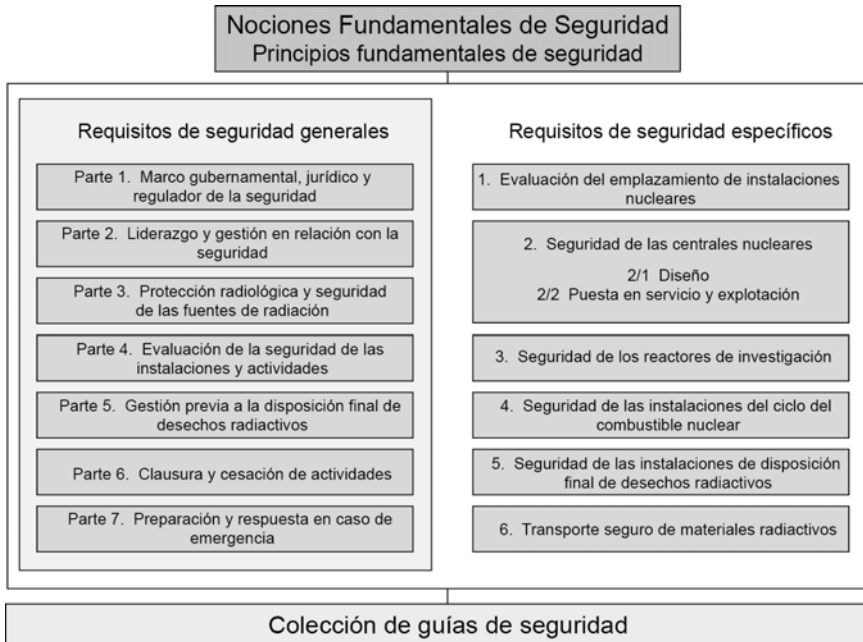 Nociones Fundamentales de Seguridad
Principios fundamentales de seguridad
Requisitos de seguridad generales
Parte 1. Marco gubernamental, jurídico y
regulador de la seguridad
Parte 2. Liderazgo y gestión en relación con la
seguridad
Parte 3. Protección radiológica y seguridad
de las fuentes de radiación
Parte 4. Evaluación de la seguridad de las
instalaciones y actividades
Parte 5. Gestión previa a la disposición final de
desechos radiactivos
Parte 6. Clausura y cesación de actividades
Parte 7. Preparación y respuesta en caso de
emergencia
Requisitos de seguridad específicos
1. Evaluación del emplazamiento de instalaciones
nucleares
2. Seguridad de las centrales nucleares
2/1 Diseño
2/2 Puesta en servicio y explotación
3. Seguridad de los reactores de investigación
4. Seguridad de las instalaciones del ciclo del
combustible nuclear
5. Seguridad de las instalaciones de disposición
final de desechos radiactivos
6. Transporte seguro de materiales radiactivos
Colección de guías de seguridad